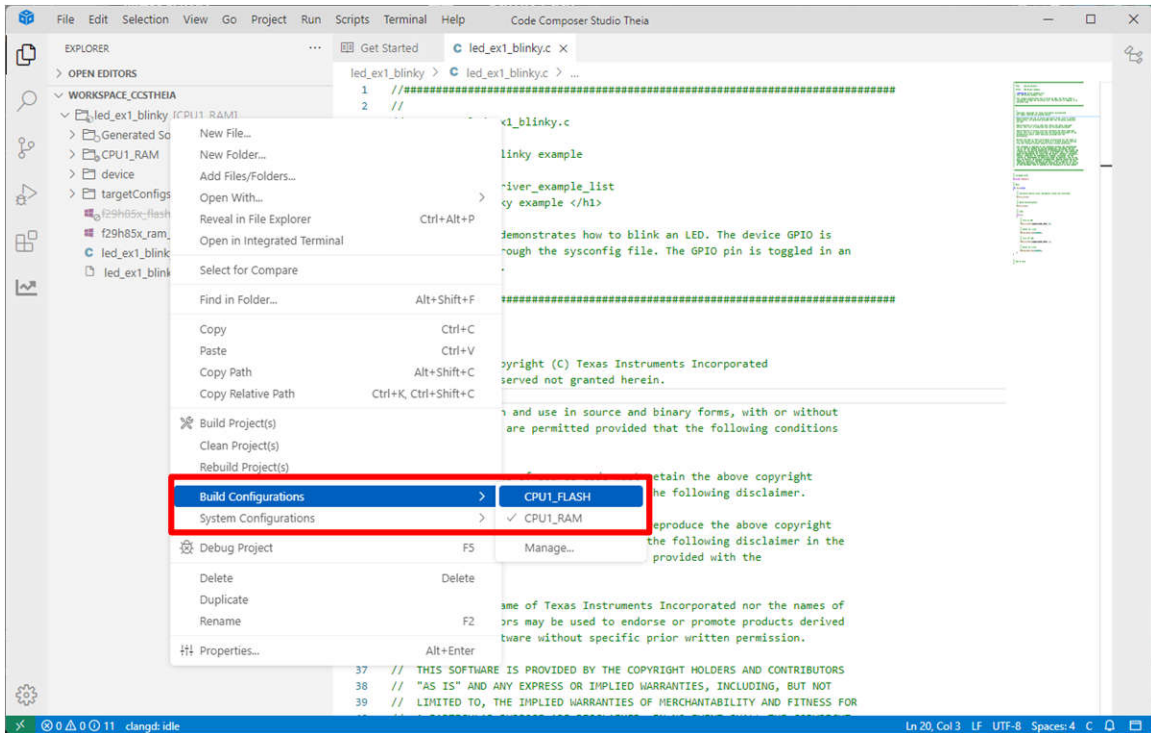 File Edit Selection View Go Project Run Scripts Terminal Help Code Composer Studio Theia
EXPLORER
Get Started
C led_ex1_blinky.c
OPEN EDITORS
led_ex1_blinky > C led_ex1_blinky.c > ...
WORKSPACE_CCSTHEIA
led_ex1_blinky [CPU1_RAM]
Generated So
CPU1_RAM
device
targetConfigs
f29h85x_flash
f29h85x_ram_
C led_ex1_blink
led_ex1_blink
New File...
New Folder...
Add Files/Folders...
Open With...
Reveal in File Explorer Ctrl+Alt+P
Open in Integrated Terminal
Select for Compare
Find in Folder... Alt+Shift+F
Copy Ctrl+C
Paste Ctrl+V
Copy Path Alt+Shift+C
Copy Relative Path Ctrl+K, Ctrl+Shift+C
Build Project(s)
Clean Project(s)
Rebuild Project(s)
Build Configurations
System Configurations
Debug Project F5
Delete Delete
Duplicate
Rename F2
Properties... Alt+Enter
CPU1_FLASH
CPU1_RAM
Manage...
1 //#############################################################################
2 //
x1_blinky.c
linky example
river_example_list
ky example </h1>
demonstrates how to blink an LED. The device GPIO is
rough the sysconfig file. The GPIO pin is toggled in an
.
#############################################################
pyright (C) Texas Instruments Incorporated
served not granted herein.
n and use in source and binary forms, with or without
are permitted provided that the following conditions
etain the above copyright
he following disclaimer.
eproduce the above copyright
the following disclaimer in the
provided with the
ame of Texas Instruments Incorporated nor the names of
ors may be used to endorse or promote products derived
tware without specific prior written permission.
37 // THIS SOFTWARE IS PROVIDED BY THE COPYRIGHT HOLDERS AND CONTRIBUTORS
38 // "AS IS" AND ANY EXPRESS OR IMPLIED WARRANTIES, INCLUDING, BUT NOT
39 // LIMITED TO, THE IMPLIED WARRANTIES OF MERCHANTABILITY AND FITNESS FOR
0 0 11 clangd: idle
Ln 20, Col 3 LF UTF-8 Spaces: 4 C